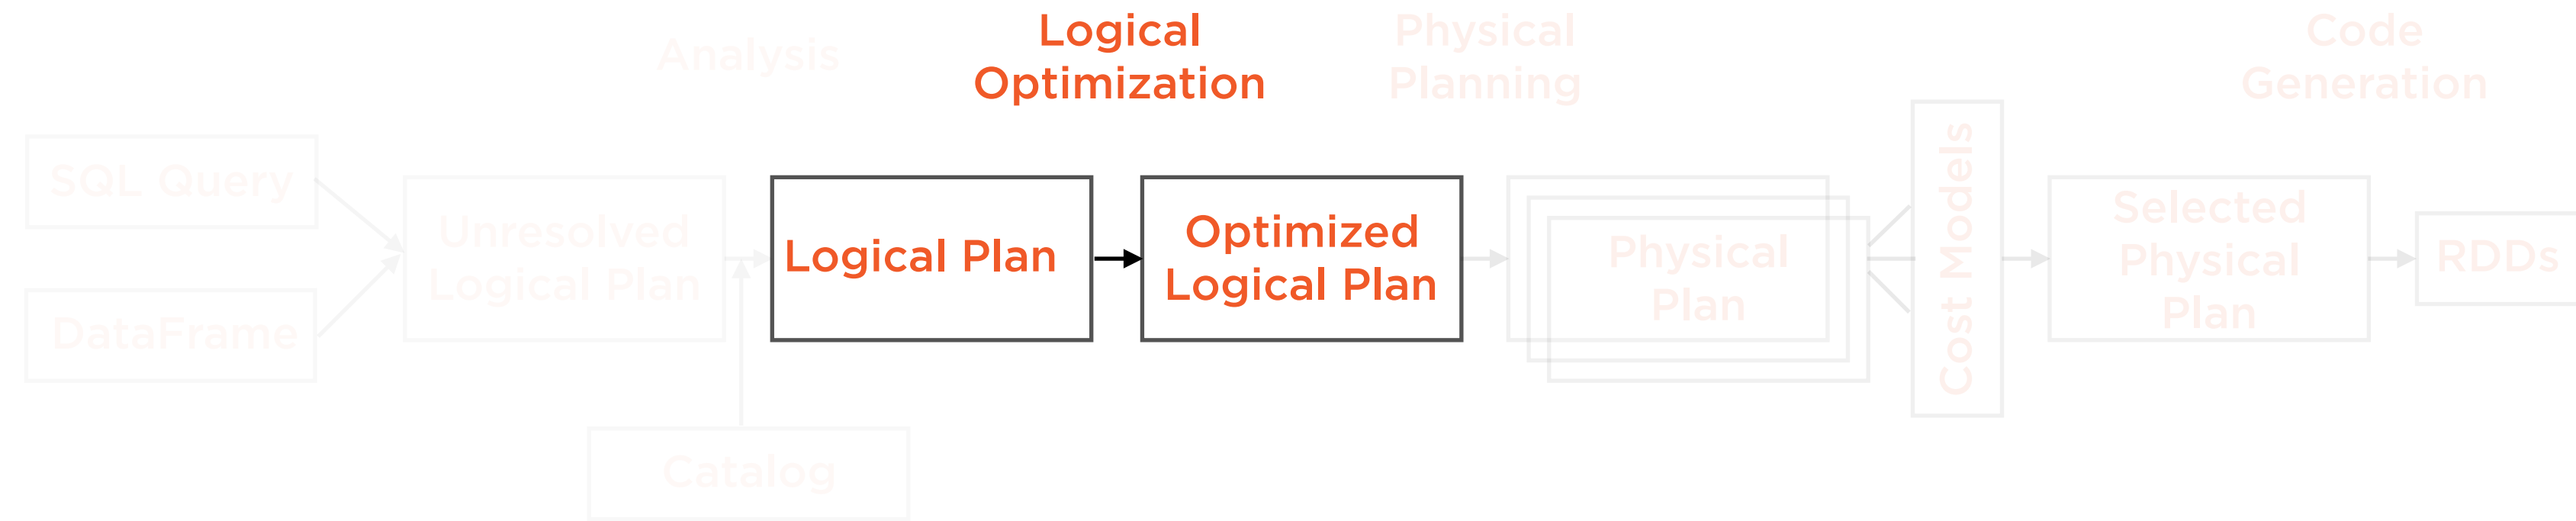 Analysis
Logical
Optimization
Physical
Planning
Code
Generation
SQL Query
DataFrame
Unresolved
Logical Plan
Catalog
Logical Plan
Optimized
Logical Plan
Physical
Plan
Cost Models
Selected
Physical
Plan
RDDs